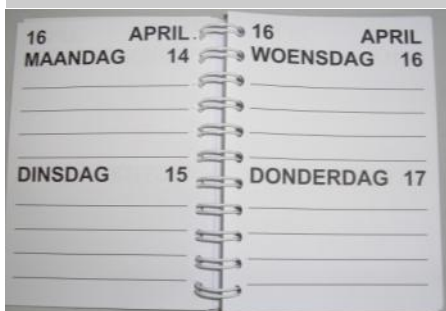 16 APRIL
MAANDAG 14
DINSDAG 15
16 APRIL
WOENSDAG 16
DONDERDAG 17